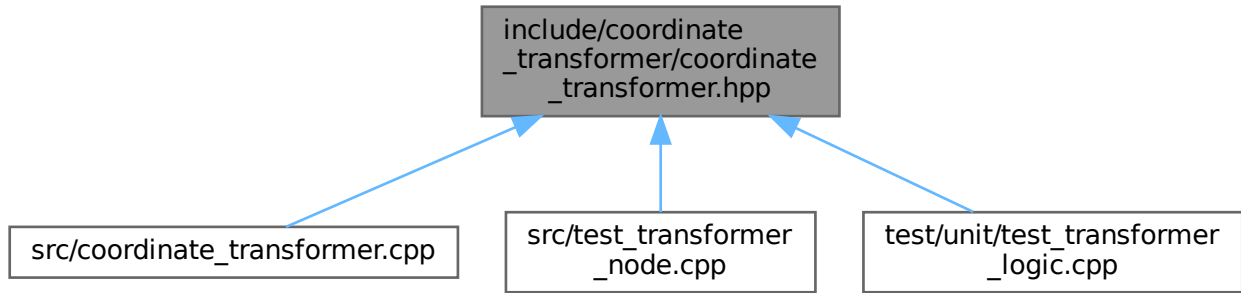 include/coordinate
_transformer/coordinate
_transformer.hpp
src/coordinate_transformer.cpp
src/test_transformer
_node.cpp
test/unit/test_transformer
_logic.cpp